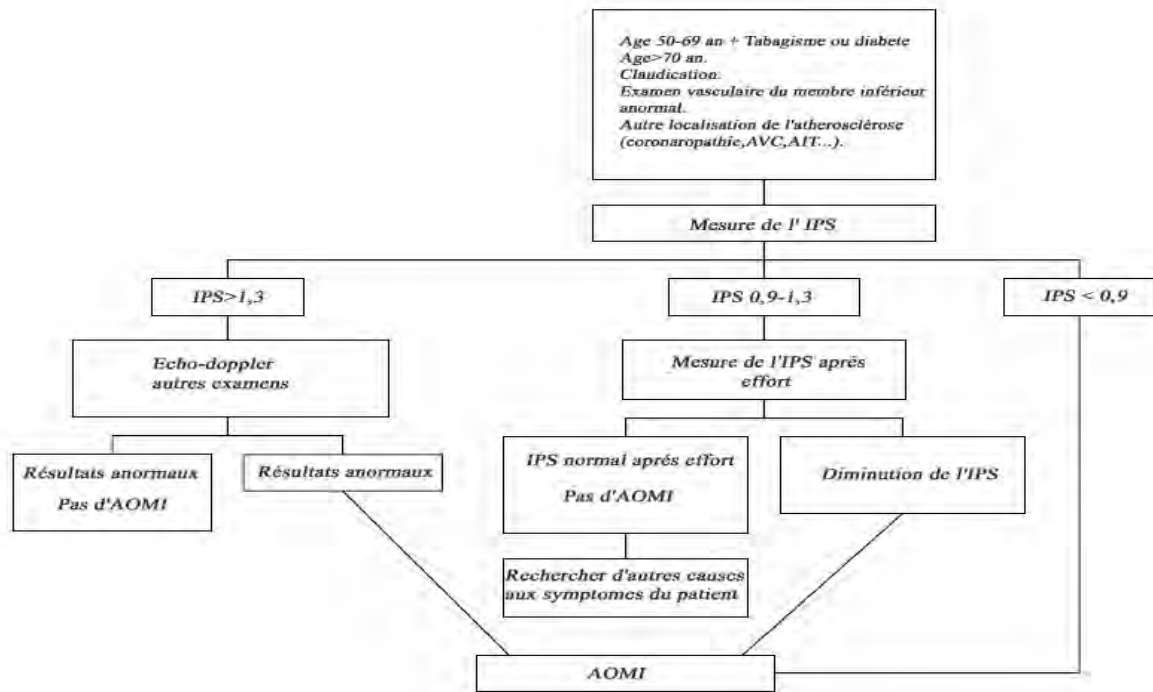 Age 50-69 an + Tabagisme ou diabete
Age>70 an.
Claudication.
Examen vasculaire du membre inférieur
anormal.
Autre localisation de l'atherosclérose
(coronaropathie,AVC,AIT...).
Mesure de l' IPS
IPS>1,3
IPS 0,9-1,3
IPS < 0,9
Echo-doppler
autres examens
Mesure de l'IPS aprés
effort
Résultats anormaux
Pas d'AOMI
Résultats anormaux
IPS normal aprés effort
Pas d'AOMI
Diminution de l'IPS
Rechercher d'autres causes
aux symptomes du patient
AOMI